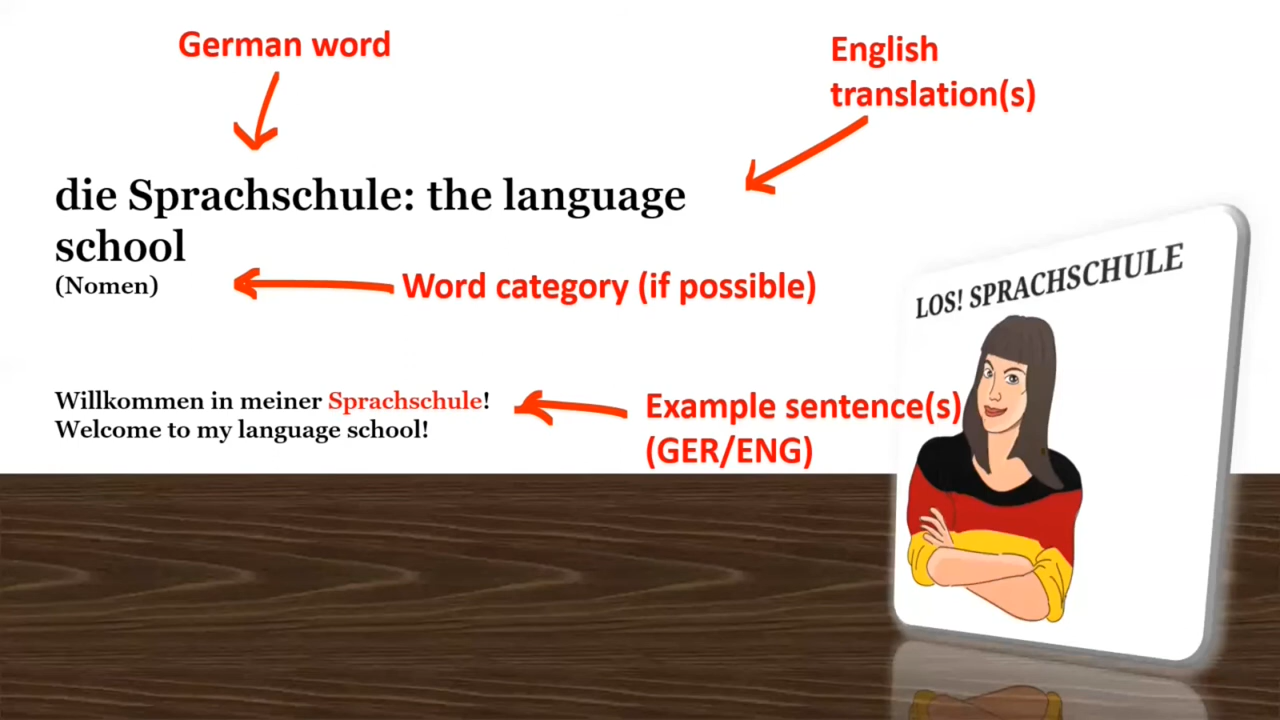 German word
English
translation(s)
die Sprachschule: the language
school
(Nomen)
Word category (if possible)
LOS! SPRACHSCHULE
Willkommen in meiner Sprachschule!
Welcome to my language school!
Example sentence(s)
(GER/ENG)